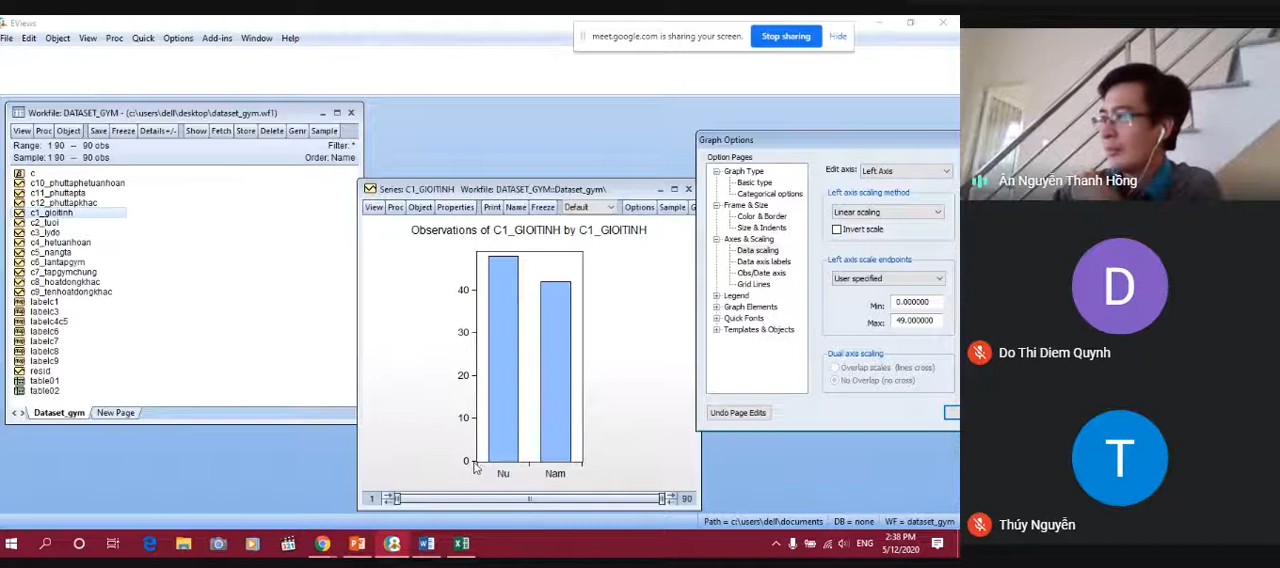 EViews
File Edit Object View Proc Quick Options Add-ins Window Help
meet.google.com is sharing your screen. Stop sharing Hide
Workfile: DATASET_GYM - (c:\users\dell\desktop\dataset_gym.wf1)
View Proc Object Save Freeze Details+/- Show Fetch Store Delete Genr Sample
Range: 1 90 -- 90 obs Filter: *
Sample: 1 90 -- 90 obs Order: Name
c
c10_phuttaphetuanhoan
c11_phuttapta
c12_phuttapkhac
c1_gioitinh
c2_tuoi
c3_lydo
c4_hetuanhoan
c5_nangta
c6_lantapgym
c7_tapgymchung
c8_hoatdongkhac
c9_tenhoatdongkhac
labelc1
labelc3
labelc4c5
labelc6
labelc7
labelc8
labelc9
resid
table01
table02
Dataset_gym New Page
Series: C1_GIOITINH Workfile: DATASET_GYM::Dataset_gym\
View Proc Object Properties Print Name Freeze Default Options Sample
Observations of C1_GIOITINH by C1_GIOITINH
40
30
20
10
0
Nu Nam
1 90
Graph Options
Option Pages
Graph Type
Basic type
Categorical options
Frame & Size
Color & Border
Size & Indents
Axes & Scaling
Data scaling
Data axis labels
Obs/Date axis
Grid Lines
Legend
Graph Elements
Quick Fonts
Templates & Objects
Undo Page Edits
Edit axis: Left Axis
Left axis scaling method
Linear scaling
Invert scale
Left axis scale endpoints
User specified
Min: 0.000000
Max: 49.000000
Dual axis scaling
Overlap scales (lines cross)
No Overlap (no cross)
Path = c:\users\dell\documents DB = none WF = dataset_gym
ENG
2:38 PM
5/12/2020
Ân Nguyễn Thanh Hồng
D
Do Thi Diem Quynh
T
Thúy Nguyễn